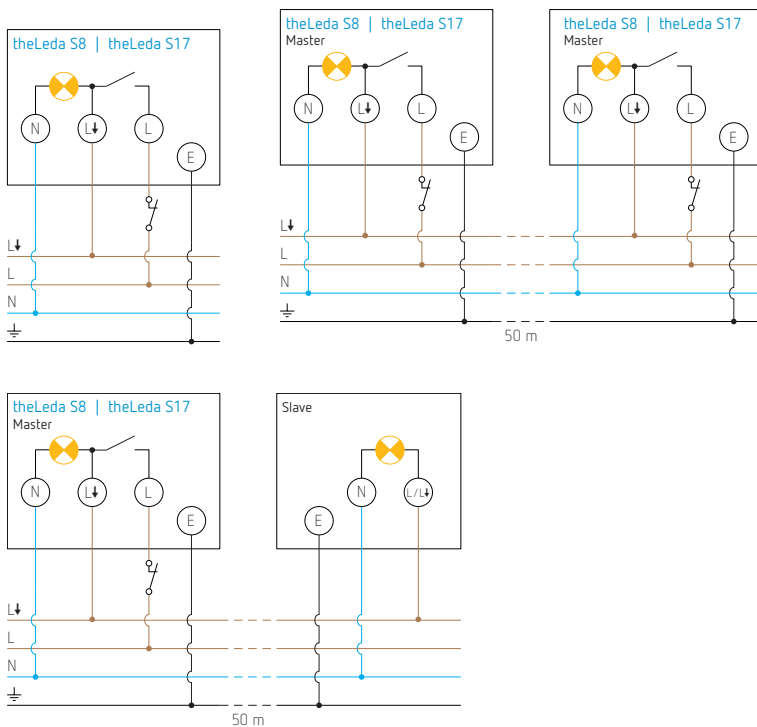 theLeda S8 | theLeda S17
N L↓ L
E
L↓
L
N
theLeda S8 | theLeda S17
Master
N L↓ L
E
theLeda S8 | theLeda S17
Master
N L↓ L
E
L↓
L
N
50 m
theLeda S8 | theLeda S17
Master
N L↓ L
E
Slave
N L/L↓
E
L↓
L
N
50 m